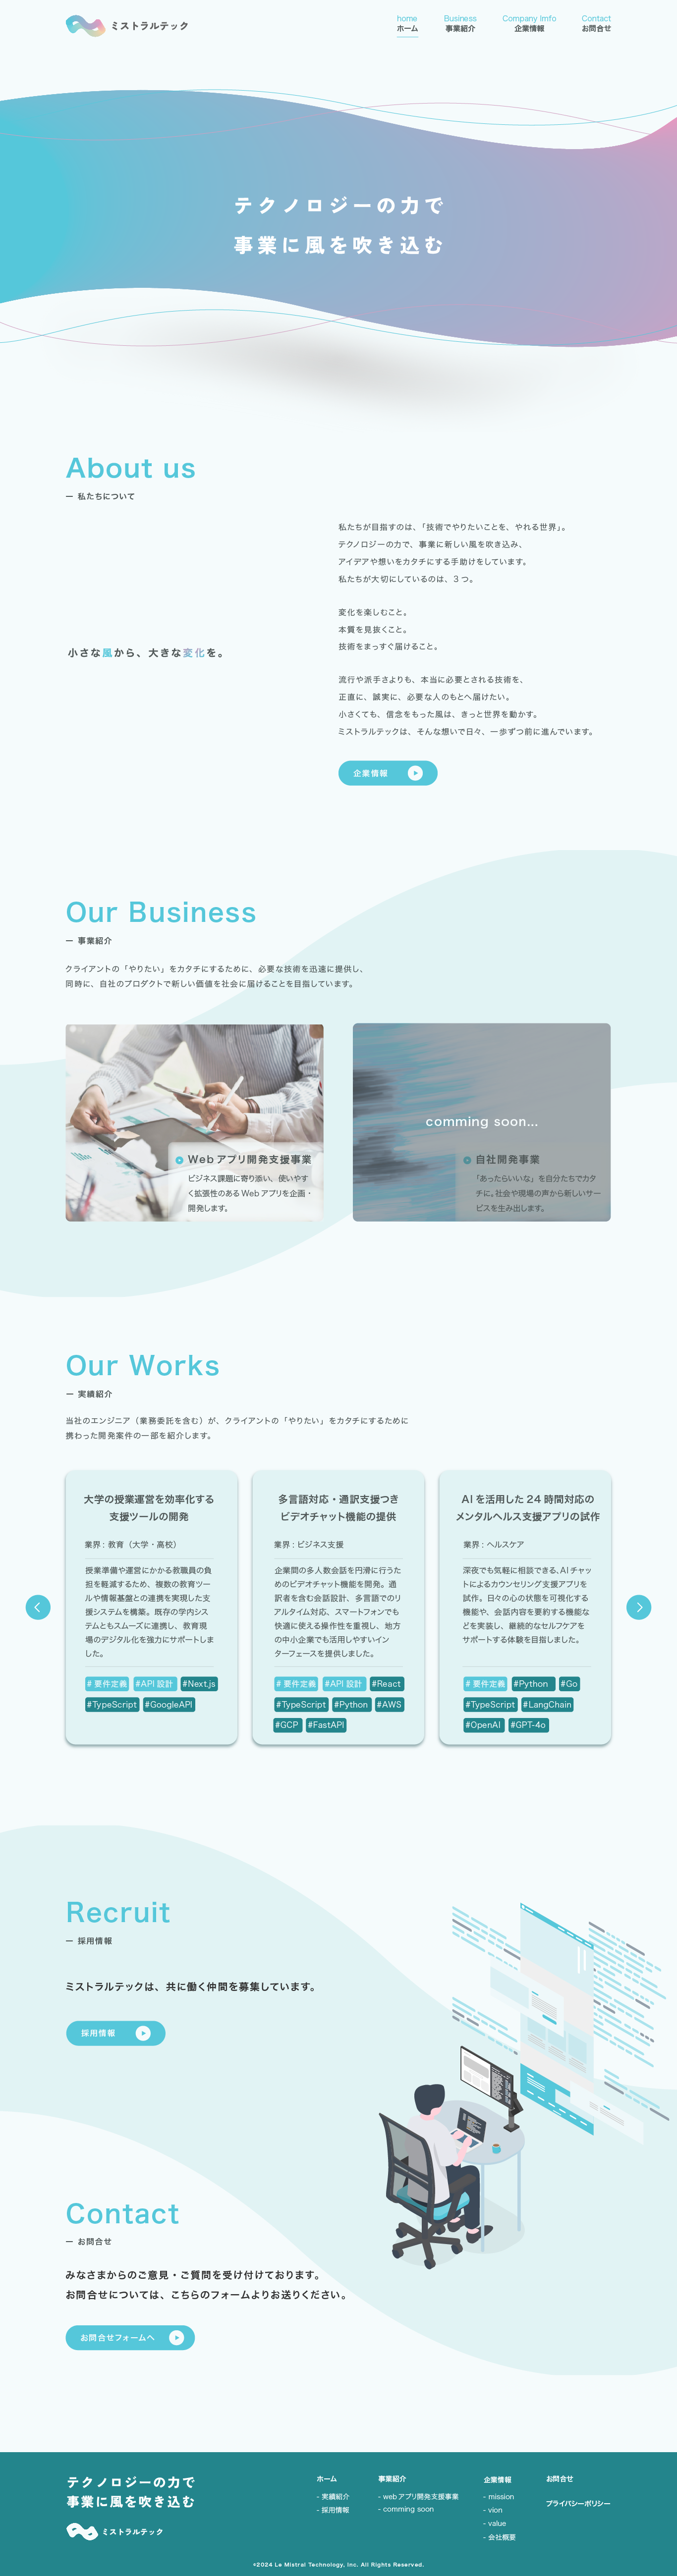 ミストラルテック
home
ホーム
Business
事業紹介
Company Imfo
企業情報
Contact
お問合せ
テクノロジーの力で
事業に風を吹き込む
About us
ー 私たちについて
小さな風から、大きな変化を。
私たちが目指すのは、「技術でやりたいことを、やれる世界」。
テクノロジーの力で、事業に新しい風を吹き込み、
アイデアや想いをカタチにする手助けをしています。
私たちが大切にしているのは、3つ。
変化を楽しむこと。
本質を見抜くこと。
技術をまっすぐ届けること。
流行や派手さよりも、本当に必要とされる技術を、
正直に、誠実に、必要な人のもとへ届けたい。
小さくても、信念をもった風は、きっと世界を動かす。
ミストラルテックは、そんな想いで日々、一歩ずつ前に進んでいます。
企業情報
Our Business
ー 事業紹介
クライアントの「やりたい」をカタチにするために、必要な技術を迅速に提供し、
同時に、自社のプロダクトで新しい価値を社会に届けることを目指しています。
Webアプリ開発支援事業
ビジネス課題に寄り添い、使いやす
く拡張性のあるWebアプリを企画・
開発します。
comming soon...
自社開発事業
「あったらいいな」を自分たちでカタ
チに。社会や現場の声から新しいサー
ビスを生み出します。
Our Works
ー 実績紹介
当社のエンジニア（業務委託を含む）が、クライアントの「やりたい」をカタチにするために
携わった開発案件の一部を紹介します。
大学の授業運営を効率化する
支援ツールの開発
業界：教育（大学・高校）
授業準備や運営にかかる教職員の負
担を軽減するため、複数の教育ツー
ルや情報基盤との連携を実現した支
援システムを構築。既存の学内シス
テムともスムーズに連携し、教育現
場のデジタル化を強力にサポートしま
した。
#要件定義
#API設計
#Next.js
#TypeScript
#GoogleAPI
多言語対応・通訳支援つき
ビデオチャット機能の提供
業界：ビジネス支援
企業間の多人数会話を円滑に行うた
めのビデオチャット機能を開発。通
訳者を含む会話設計、多言語でのリ
アルタイム対応、スマートフォンでも
快適に使える操作性を重視し、地方
の中小企業でも活用しやすいイン
ターフェースを提供しました。
#要件定義
#API設計
#React
#TypeScript
#Python
#AWS
#GCP
#FastAPI
AIを活用した24時間対応の
メンタルヘルス支援アプリの試作
業界：ヘルスケア
深夜でも気軽に相談できる、AIチャッ
トによるカウンセリング支援アプリを
試作。日々の心の状態を可視化する
機能や、会話内容を要約する機能な
どを実装し、継続的なセルフケアを
サポートする体験を目指しました。
#要件定義
#Python
#Go
#TypeScript
#LangChain
#OpenAI
#GPT-4o
Recruit
ー 採用情報
ミストラルテックは、共に働く仲間を募集しています。
採用情報
Contact
ー お問合せ
みなさまからのご意見・ご質問を受け付けております。
お問合せについては、こちらのフォームよりお送りください。
お問合せフォームへ
テクノロジーの力で
事業に風を吹き込む
ミストラルテック
ホーム
- 実績紹介
- 採用情報
事業紹介
- webアプリ開発支援事業
- comming soon
企業情報
- mission
- vion
- value
- 会社概要
お問合せ
プライバシーポリシー
©2024 Le Mistral Technology, Inc. All Rights Reserved.